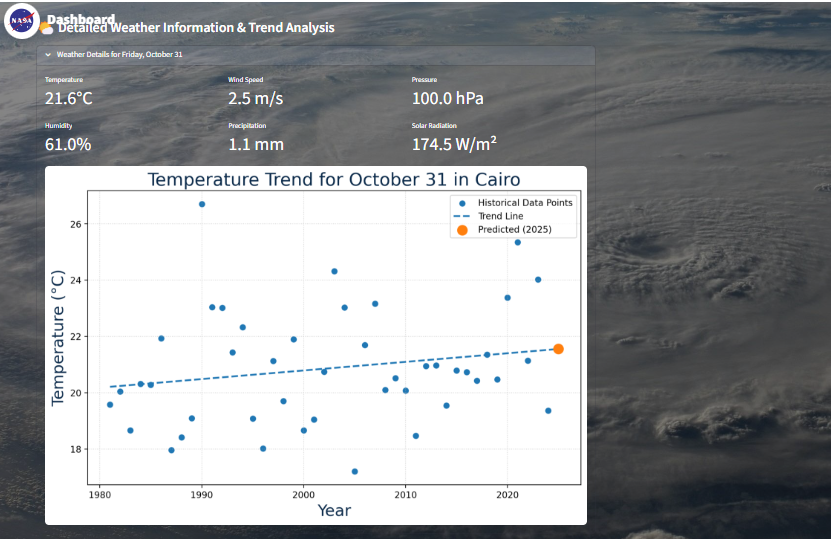 NASA
Dashboard
Detailed Weather Information & Trend Analysis
Weather Details for Friday, October 31
Temperature
Wind Speed
Pressure
21.6°C
2.5 m/s
100.0 hPa
Humidity
Precipitation
Solar Radiation
61.0%
1.1 mm
174.5 W/m²
Temperature Trend for October 31 in Cairo
Historical Data Points
Trend Line
Predicted (2025)
26
24
22
20
18
Temperature (°C)
1980
1990
2000
2010
2020
Year